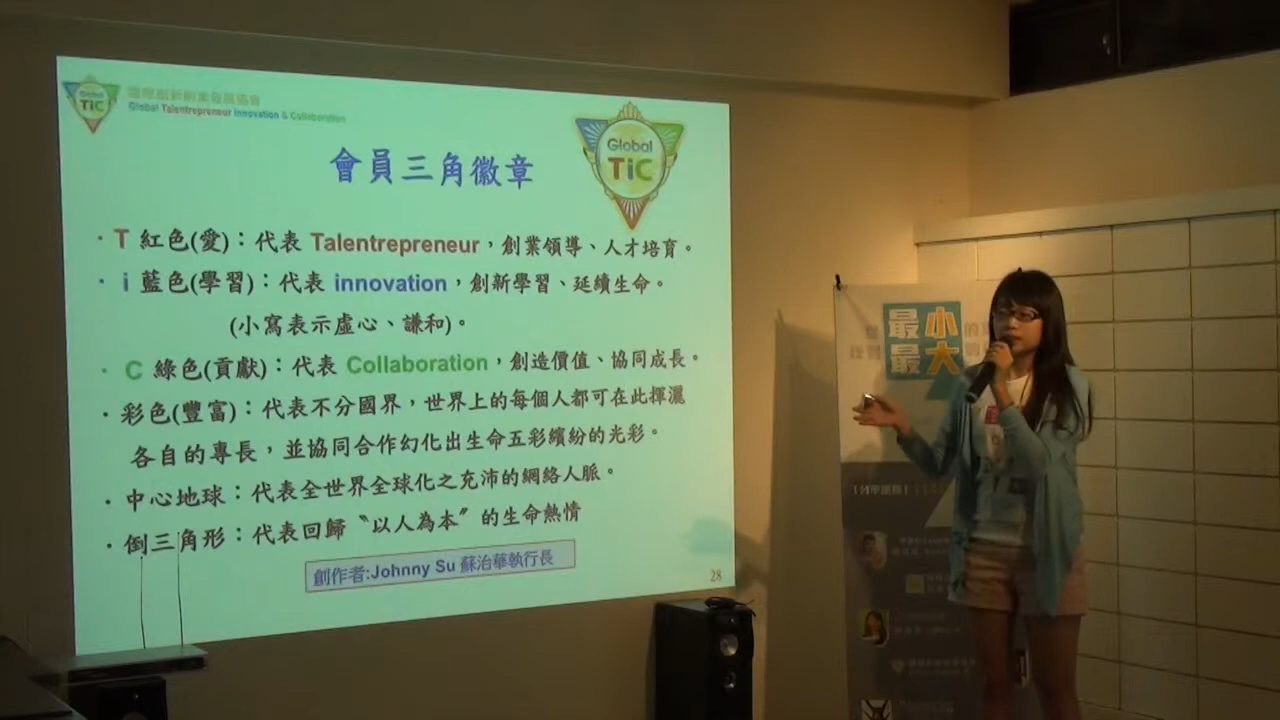 Global
TiC
國際創新創業發展協會
Global Talentrepreneur innovation & Collaboration
Global
TiC
會員三角徽章
· T 紅色(愛)：代表 Talentrepreneur，創業領導、人才培育。
· i 藍色(學習)：代表 innovation，創新學習、延續生命。
(小寫表示虛心、謙和)。
· C 綠色(貢獻)：代表 Collaboration，創造價值、協同成長。
· 彩色(豐富)：代表不分國界，世界上的每個人都可在此揮灑
各自的專長，並協同合作幻化出生命五彩繽紛的光彩。
· 中心地球：代表全世界全球化之充沛的網絡人脈。
· 倒三角形：代表回歸〝以人為本〞的生命熱情
創作者:Johnny Su 蘇治華執行長
28
最小
最大